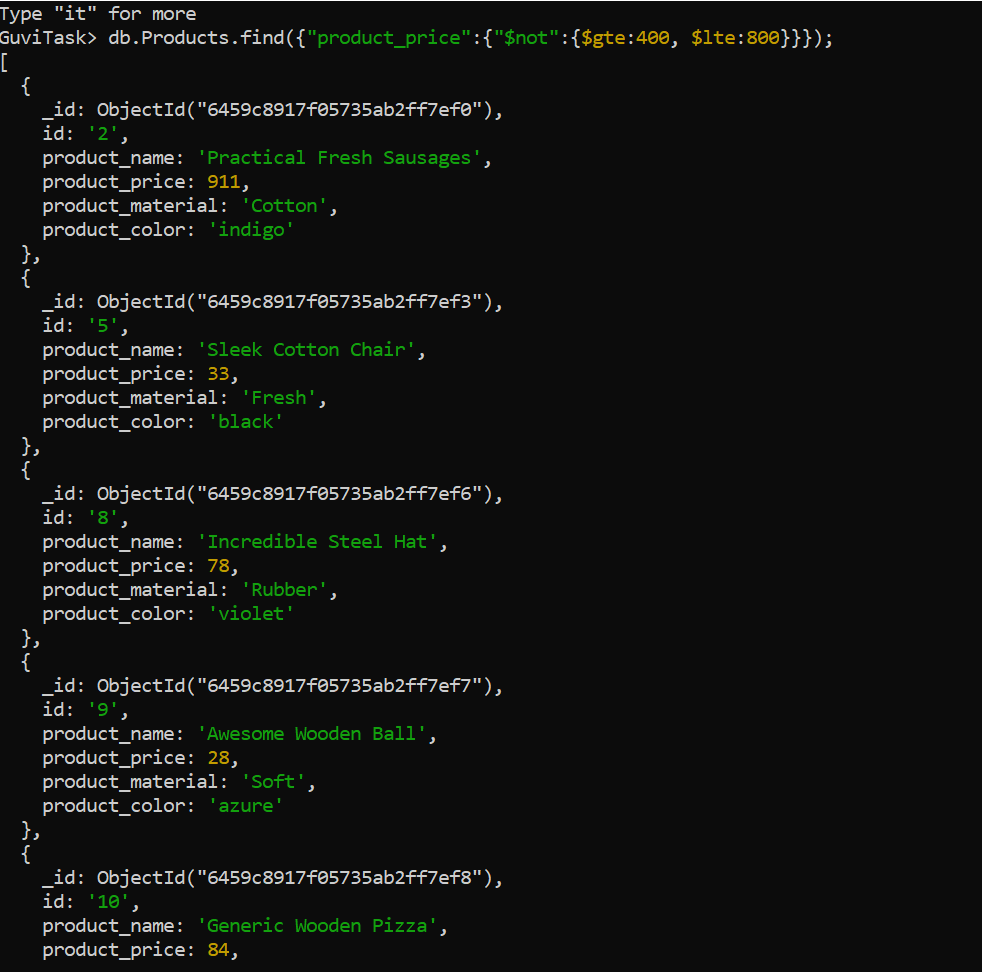 Type "it" for more
GuviTask> db.Products.find({"product_price":{"$not":{$gte:400, $lte:800}}});
[
  {
    _id: ObjectId("6459c8917f05735ab2ff7ef0"),
    id: '2',
    product_name: 'Practical Fresh Sausages',
    product_price: 911,
    product_material: 'Cotton',
    product_color: 'indigo'
  },
  {
    _id: ObjectId("6459c8917f05735ab2ff7ef3"),
    id: '5',
    product_name: 'Sleek Cotton Chair',
    product_price: 33,
    product_material: 'Fresh',
    product_color: 'black'
  },
  {
    _id: ObjectId("6459c8917f05735ab2ff7ef6"),
    id: '8',
    product_name: 'Incredible Steel Hat',
    product_price: 78,
    product_material: 'Rubber',
    product_color: 'violet'
  },
  {
    _id: ObjectId("6459c8917f05735ab2ff7ef7"),
    id: '9',
    product_name: 'Awesome Wooden Ball',
    product_price: 28,
    product_material: 'Soft',
    product_color: 'azure'
  },
  {
    _id: ObjectId("6459c8917f05735ab2ff7ef8"),
    id: '10',
    product_name: 'Generic Wooden Pizza',
    product_price: 84,